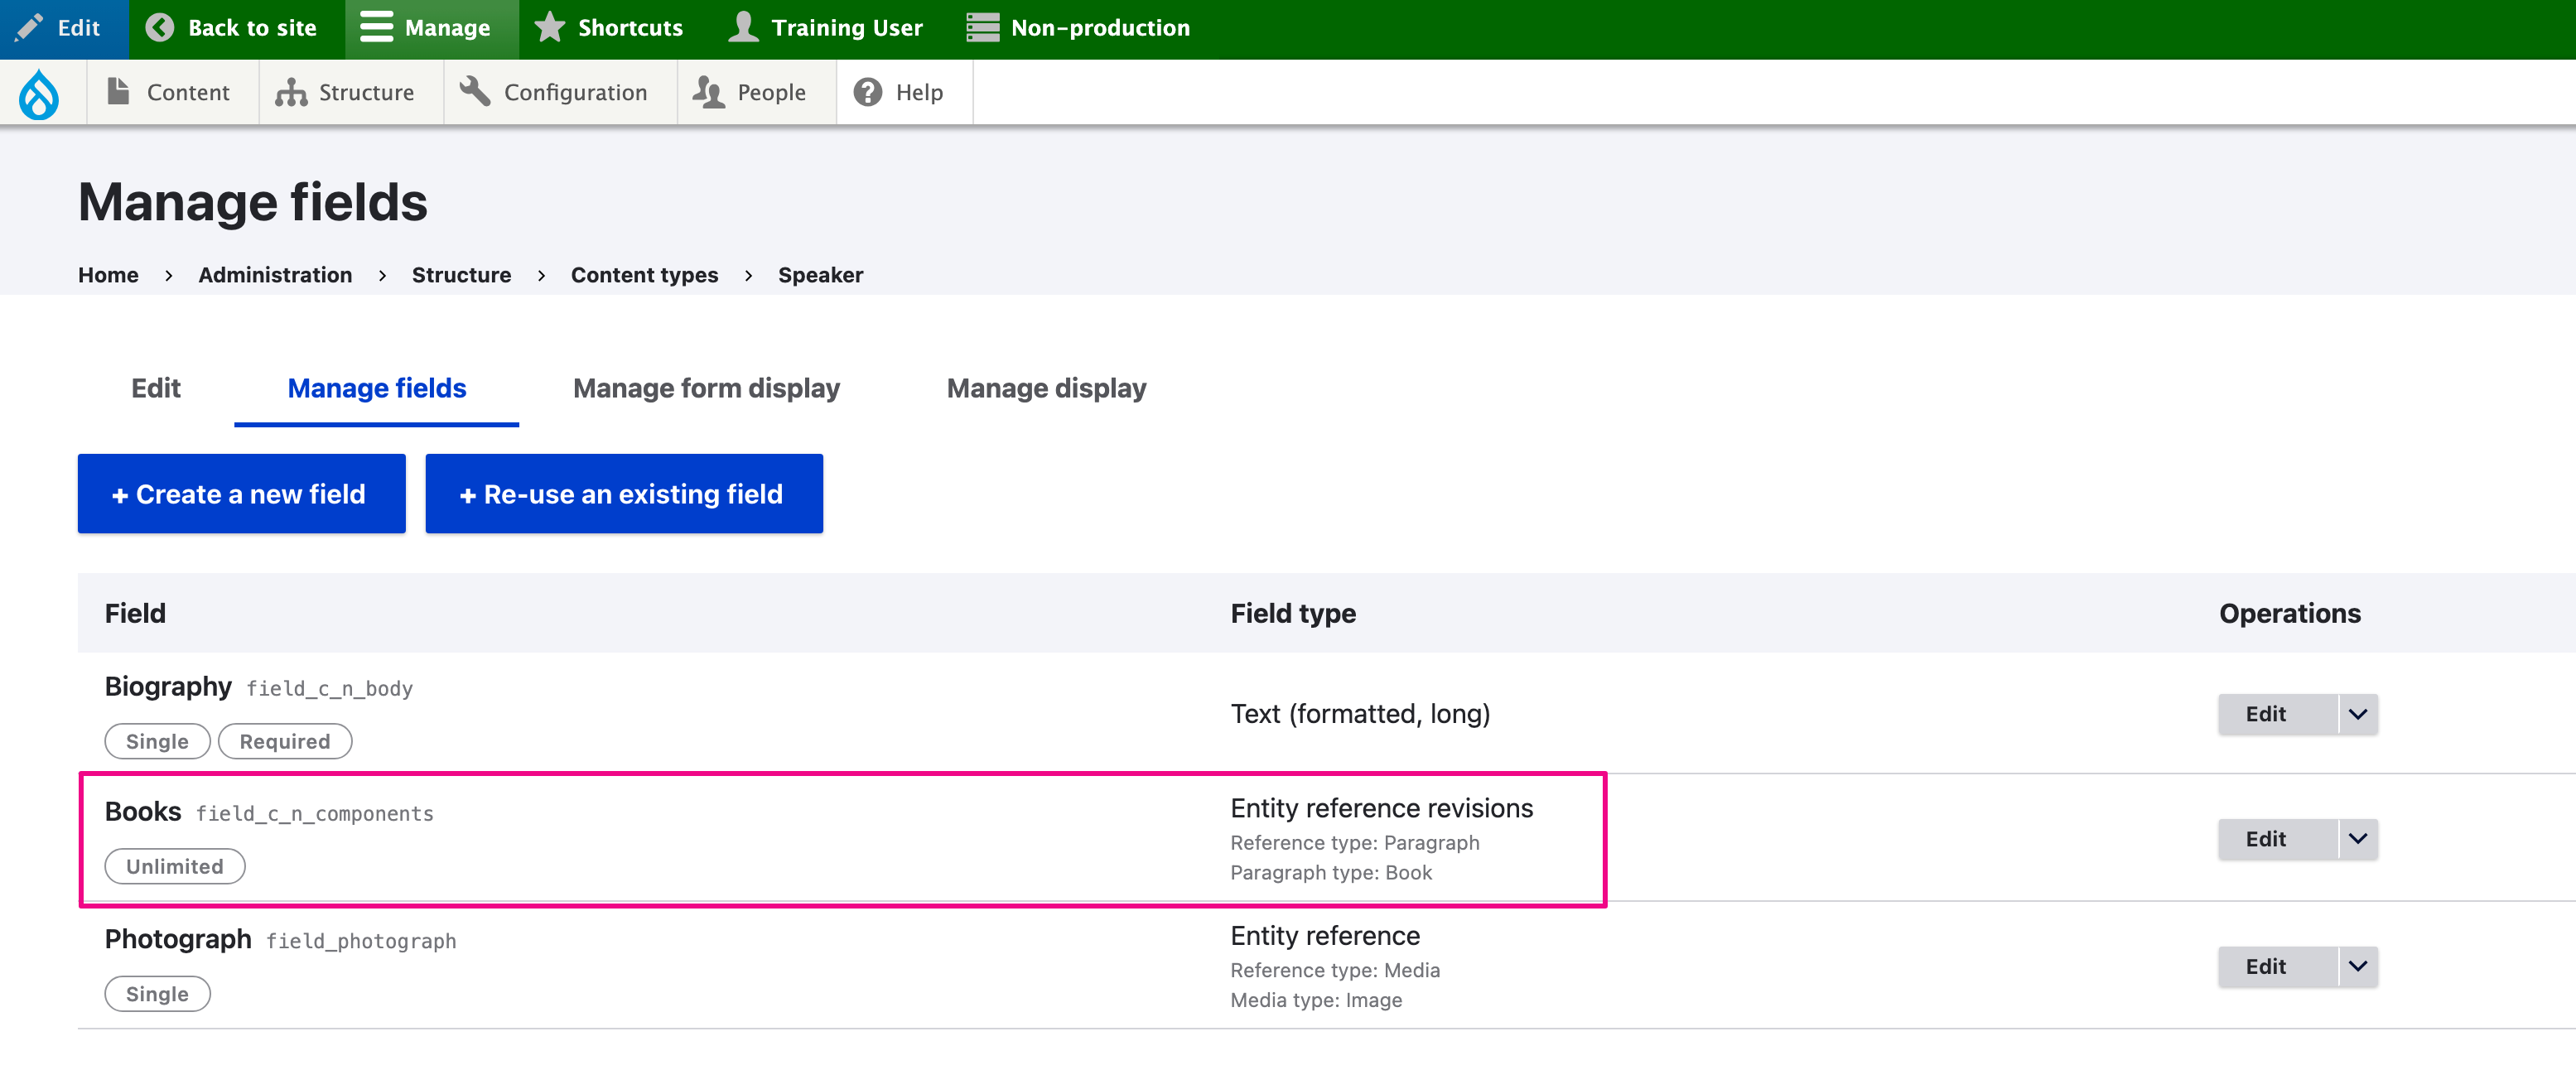 Edit Back to site Manage Shortcuts Training User Non-production
Content Structure Configuration People Help
Manage fields
Home › Administration › Structure › Content types › Speaker
Edit Manage fields Manage form display Manage display
+ Create a new field + Re-use an existing field
Field Field type Operations
Biography field_c_n_body
Single Required
Text (formatted, long)
Edit
Books field_c_n_components
Unlimited
Entity reference revisions
Reference type: Paragraph
Paragraph type: Book
Edit
Photograph field_photograph
Single
Entity reference
Reference type: Media
Media type: Image
Edit